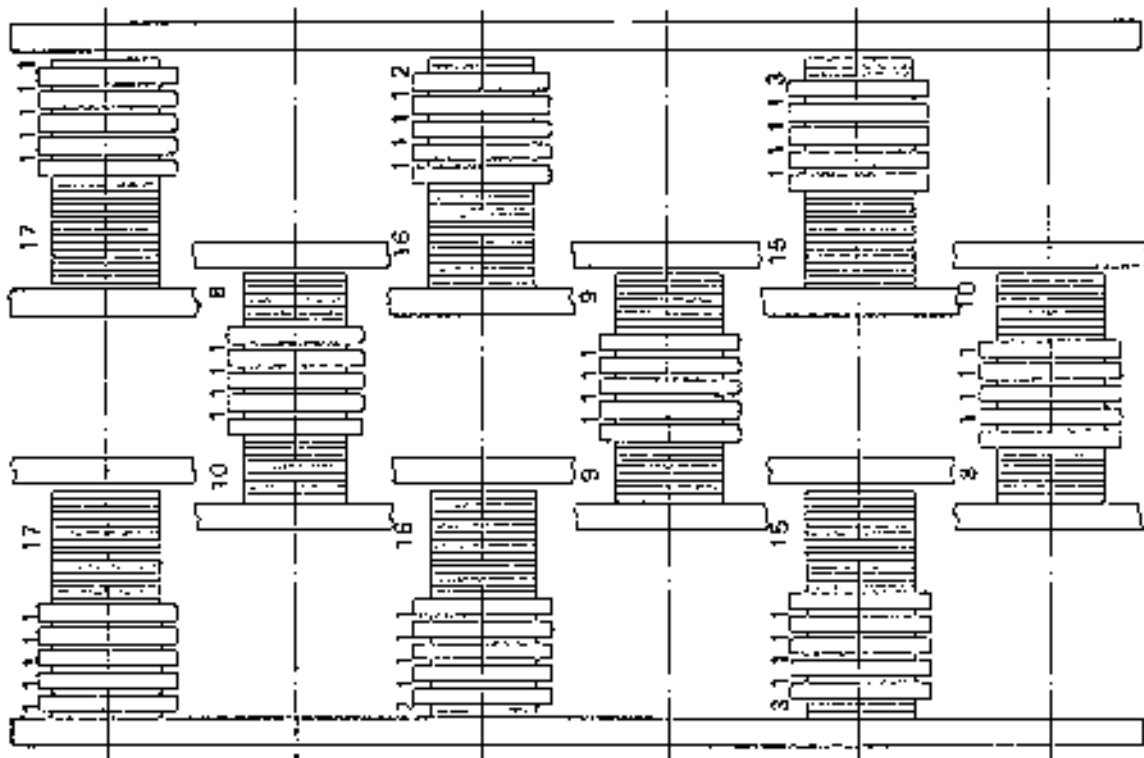 1 1 1 1 1 17
17 1 1 1 1 1
10 1 1 1 1 8
2 1 1 1 1 16
16 1 1 1 1 2
9 1 1 1 1 9
3 1 1 1 1 15
15 1 1 1 1 3
8 1 1 1 1 10